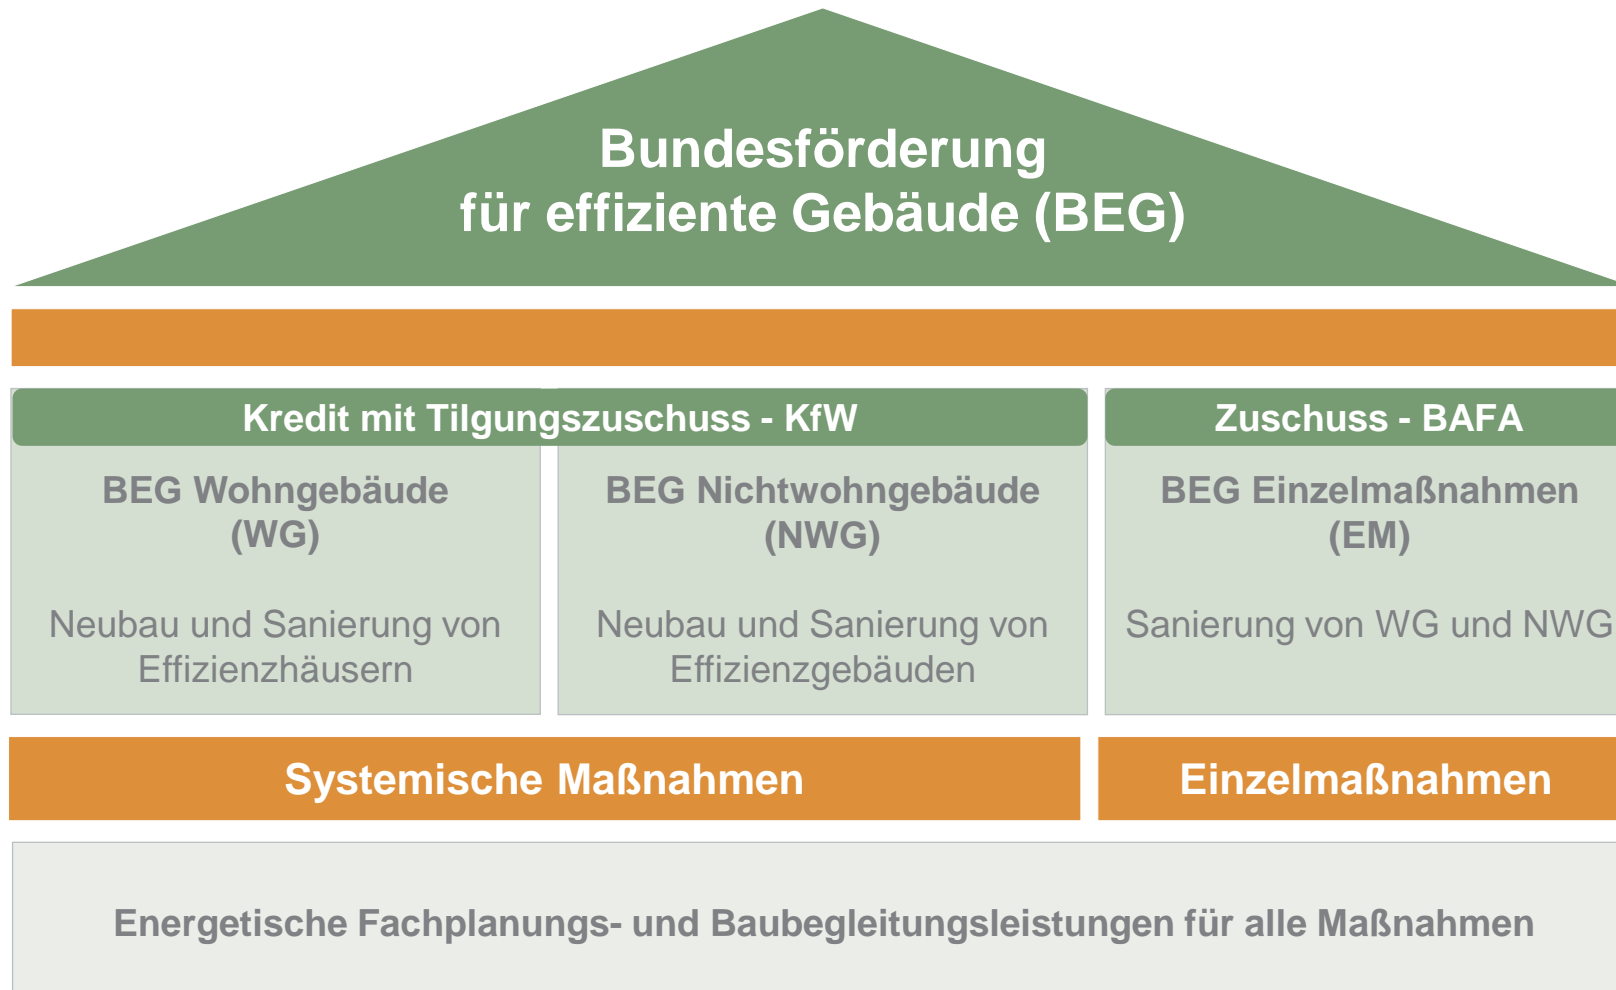 Bundesförderung
für effiziente Gebäude (BEG)
Kredit mit Tilgungszuschuss - KfW
Zuschuss - BAFA
BEG Wohngebäude
(WG)
Neubau und Sanierung von
Effizienzhäusern
BEG Nichtwohngebäude
(NWG)
Neubau und Sanierung von
Effizienzgebäuden
BEG Einzelmaßnahmen
(EM)
Sanierung von WG und NWG
Systemische Maßnahmen
Einzelmaßnahmen
Energetische Fachplanungs- und Baubegleitungsleistungen für alle Maßnahmen